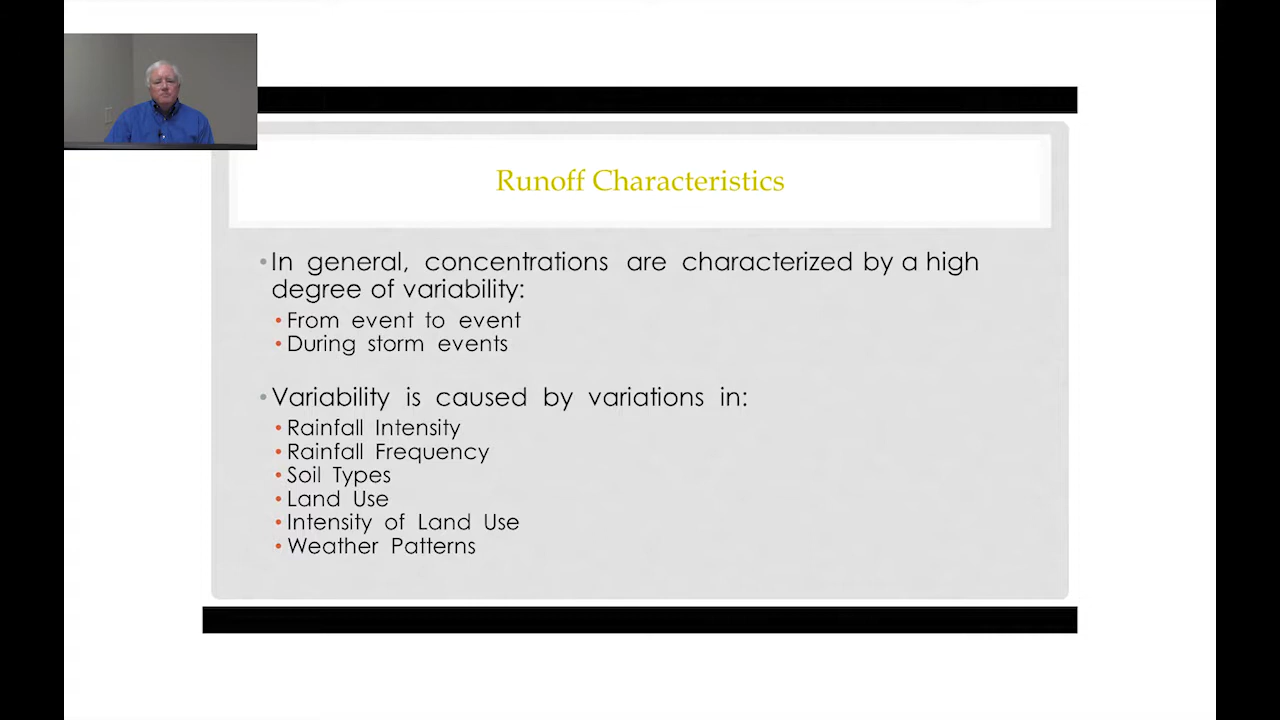 Runoff Characteristics
•In general, concentrations are characterized by a high
degree of variability:
•From event to event
•During storm events
•Variability is caused by variations in:
•Rainfall Intensity
•Rainfall Frequency
•Soil Types
•Land Use
•Intensity of Land Use
•Weather Patterns